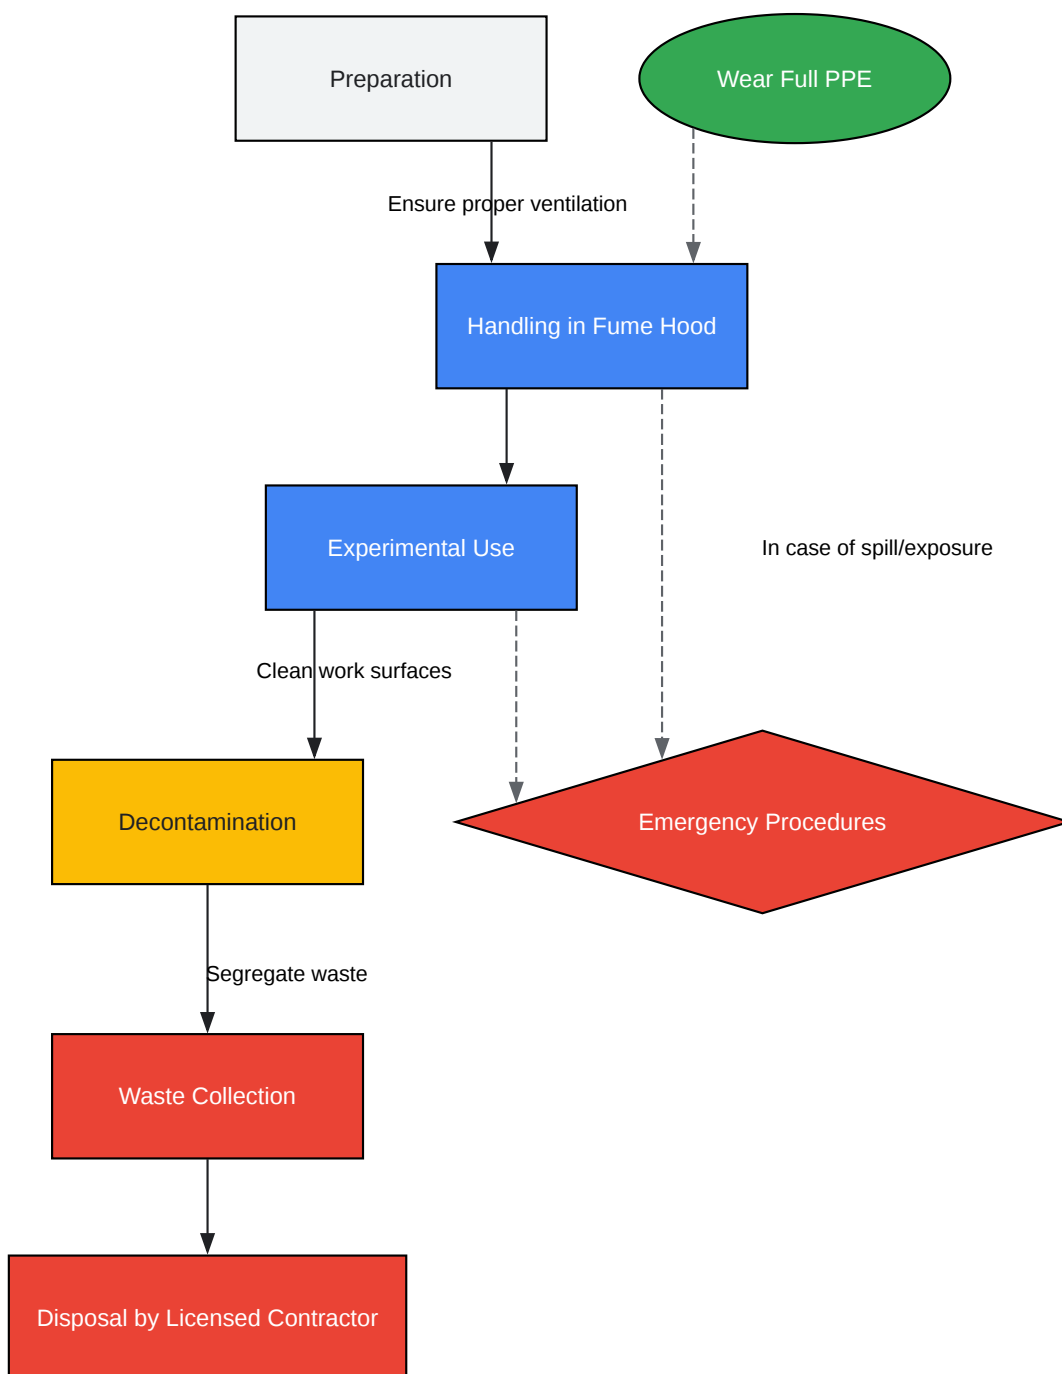 Preparation
Wear Full PPE
Ensure proper ventilation
Handling in Fume Hood
Experimental Use
In case of spill/exposure
Clean work surfaces
Decontamination
Emergency Procedures
Segregate waste
Waste Collection
Disposal by Licensed Contractor